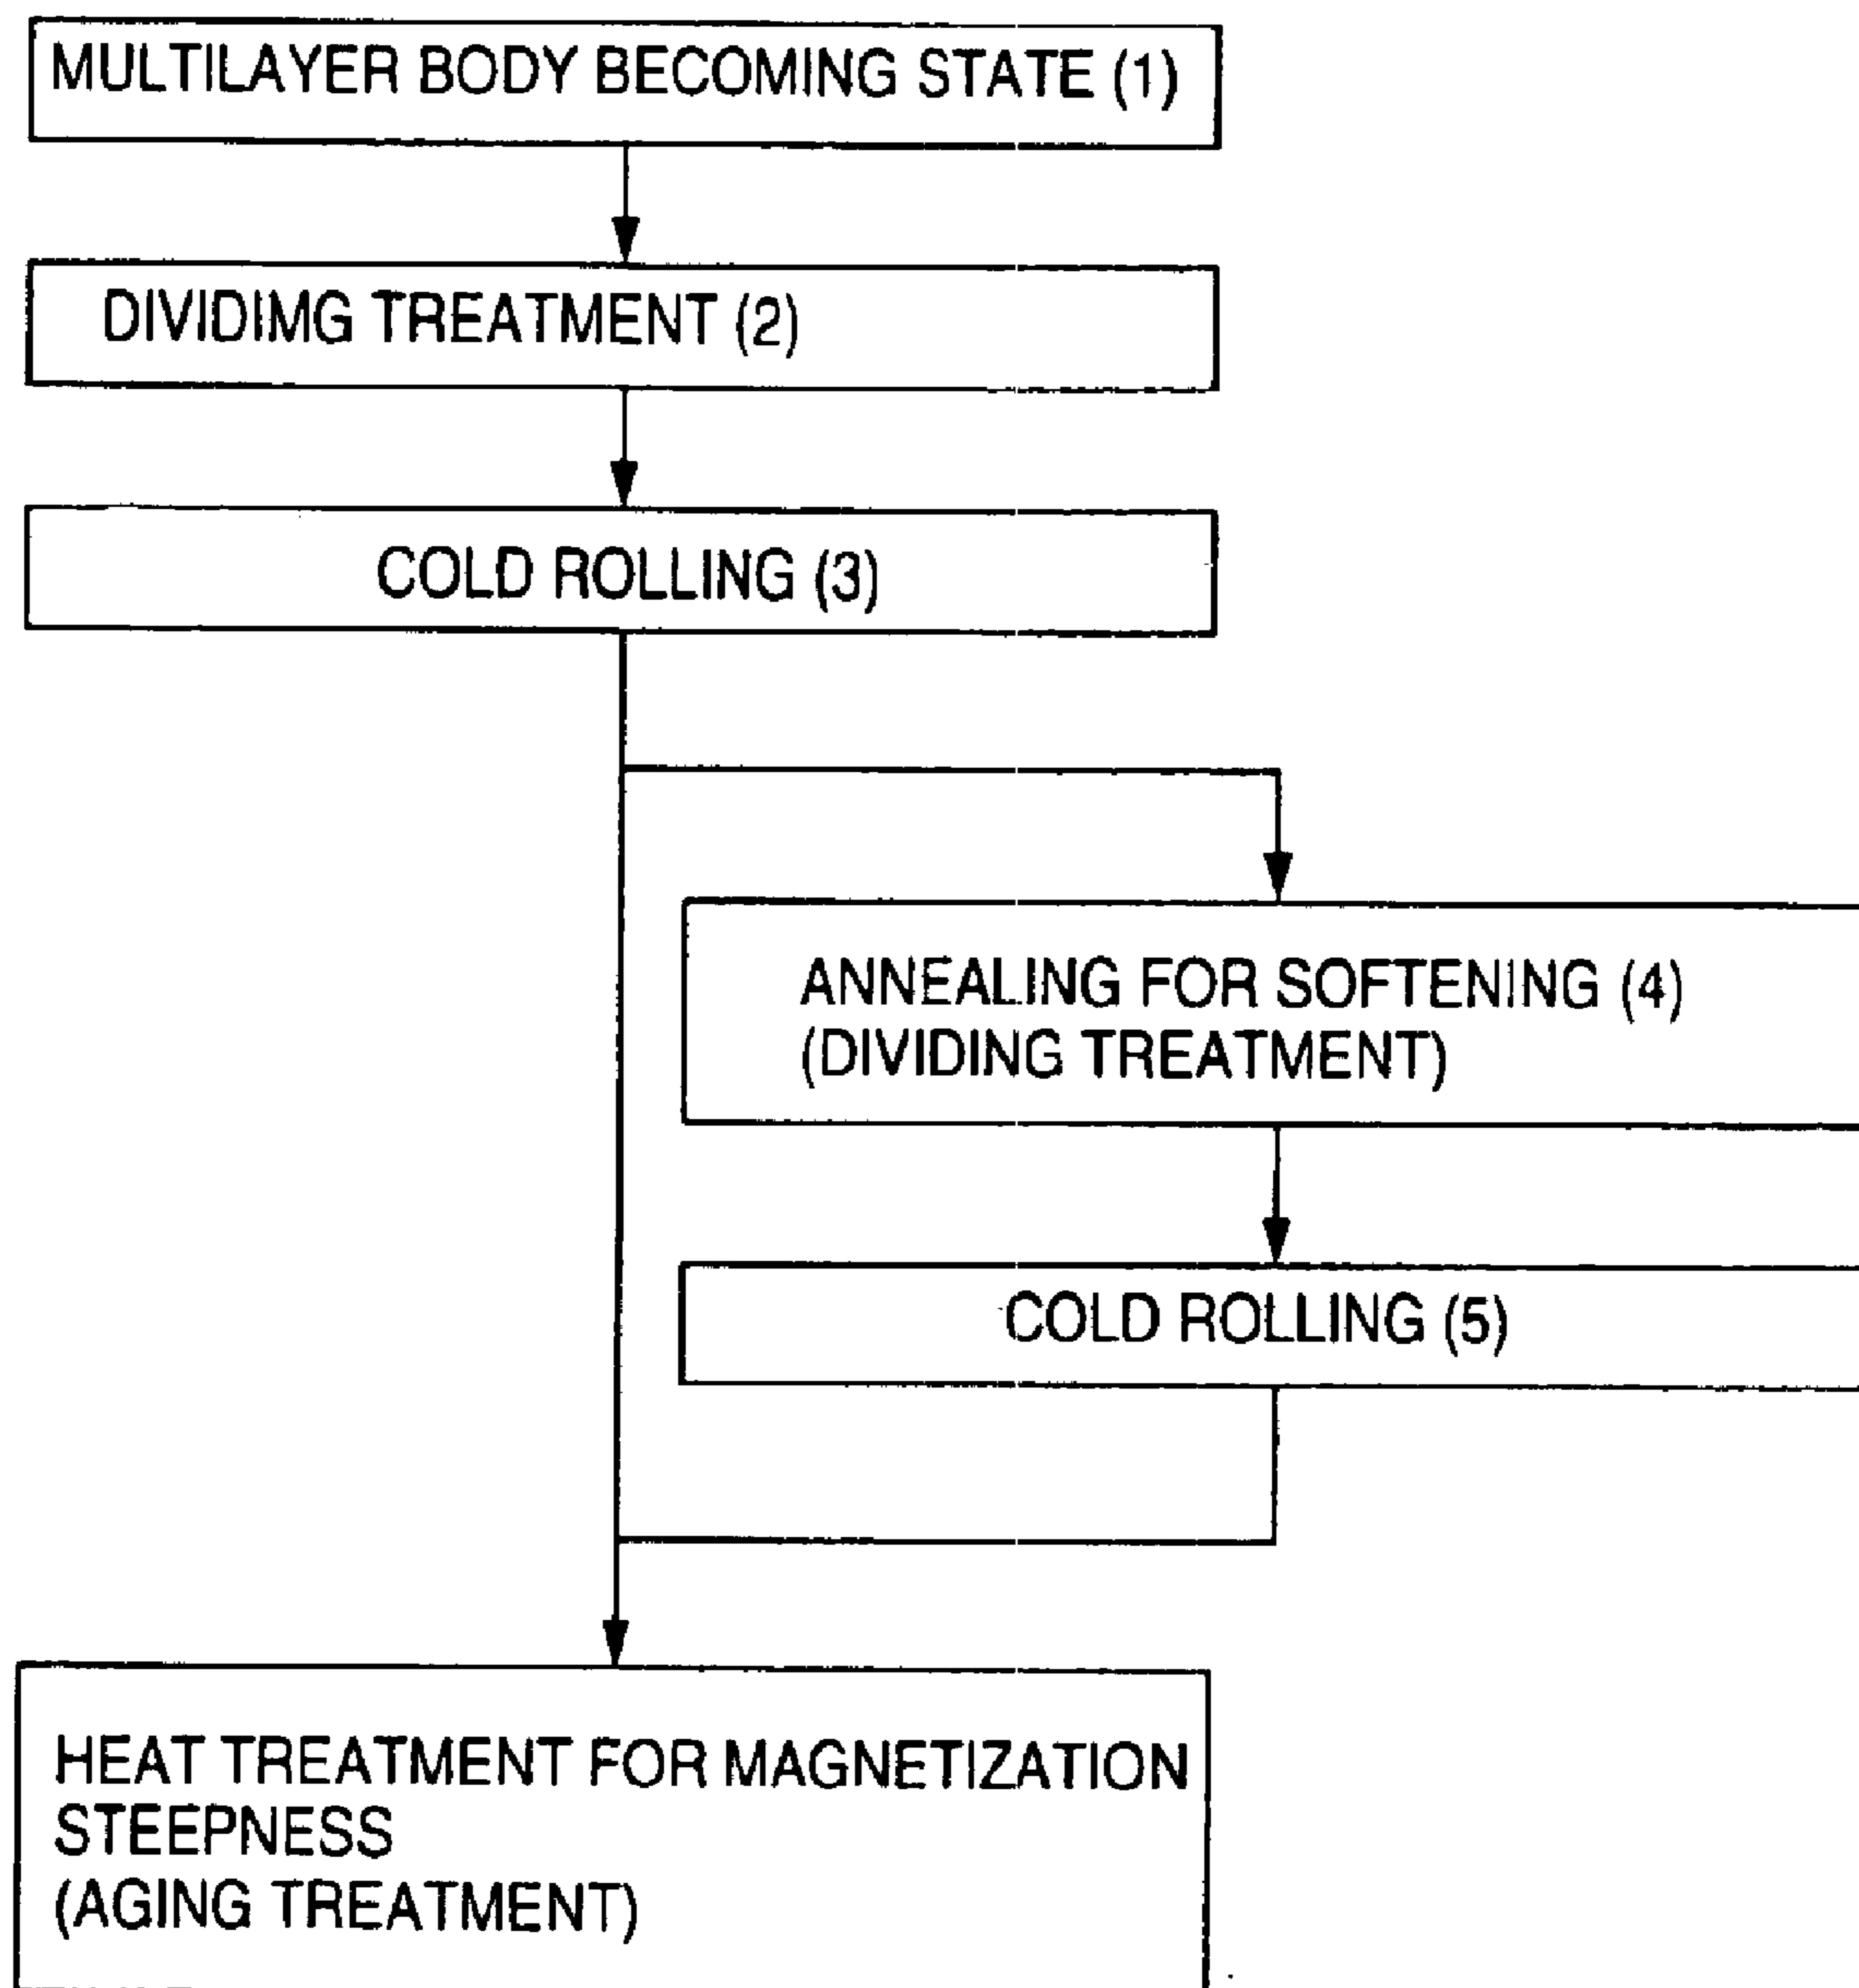 MULTILAYER BODY BECOMING STATE (1)
DIVIDIMG TREATMENT (2)
COLD ROLLING (3)
ANNEALING FOR SOFTENING (4)
(DIVIDING TREATMENT)
COLD ROLLING (5)
HEAT TREATMENT FOR MAGNETIZATION
STEEPNESS
(AGING TREATMENT)